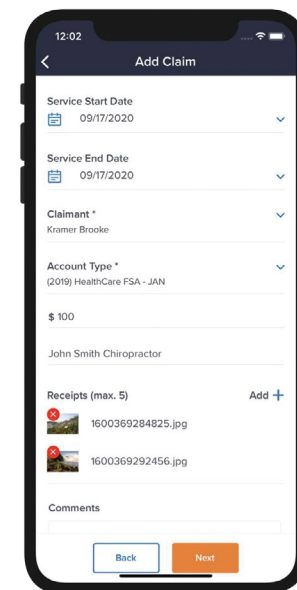 12:02
Add Claim
Service Start Date
09/17/2020
Service End Date
09/17/2020
Claimant *
Kramer Brooke
Account Type *
(2019) HealthCare FSA - JAN
$ 100
John Smith Chiropractor
Receipts (max. 5) Add +
1600369284825.jpg
1600369292456.jpg
Comments
Back Next